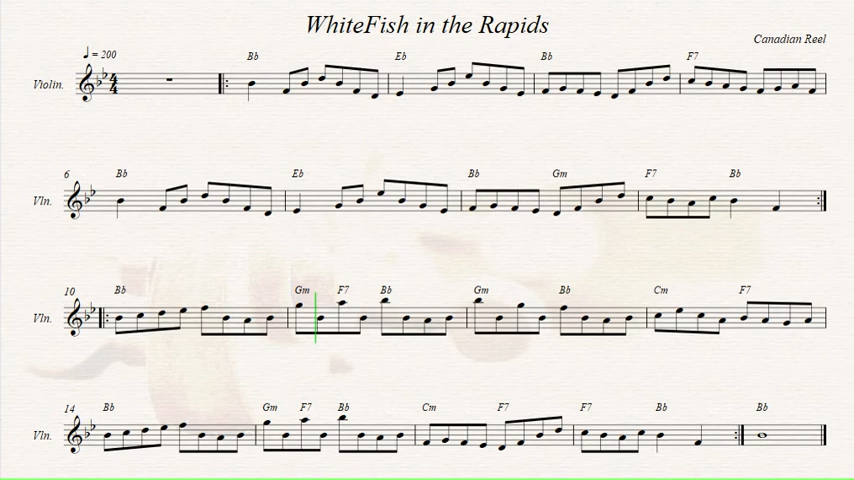 WhiteFish in the Rapids
Canadian Reel
♩ = 200
Bb Eb Bb F7
Violin.
4
4
6 Bb Eb Bb Gm F7 Bb
Vln.
10 Bb Gm F7 Bb Gm Bb Cm F7
Vln.
14 Bb Gm F7 Bb Cm F7 F7 Bb Bb
Vln.